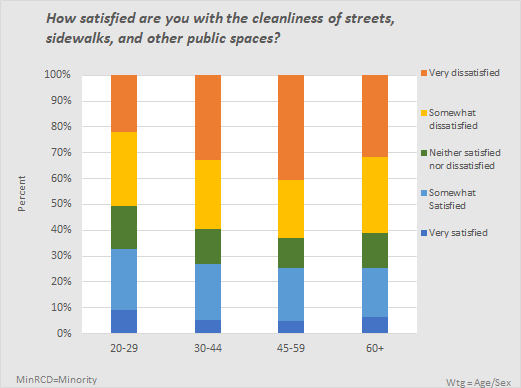 How satisfied are you with the cleanliness of streets,
sidewalks, and other public spaces?
100%
90%
80%
70%
60%
50%
40%
30%
20%
10%
0%
Percent
20-29
30-44
45-59
60+
Very dissatisfied
Somewhat
dissatisfied
Neither satisfied
nor dissatisfied
Somewhat
Satisfied
Very satisfied
MinRCD=Minority
Wtg = Age/Sex